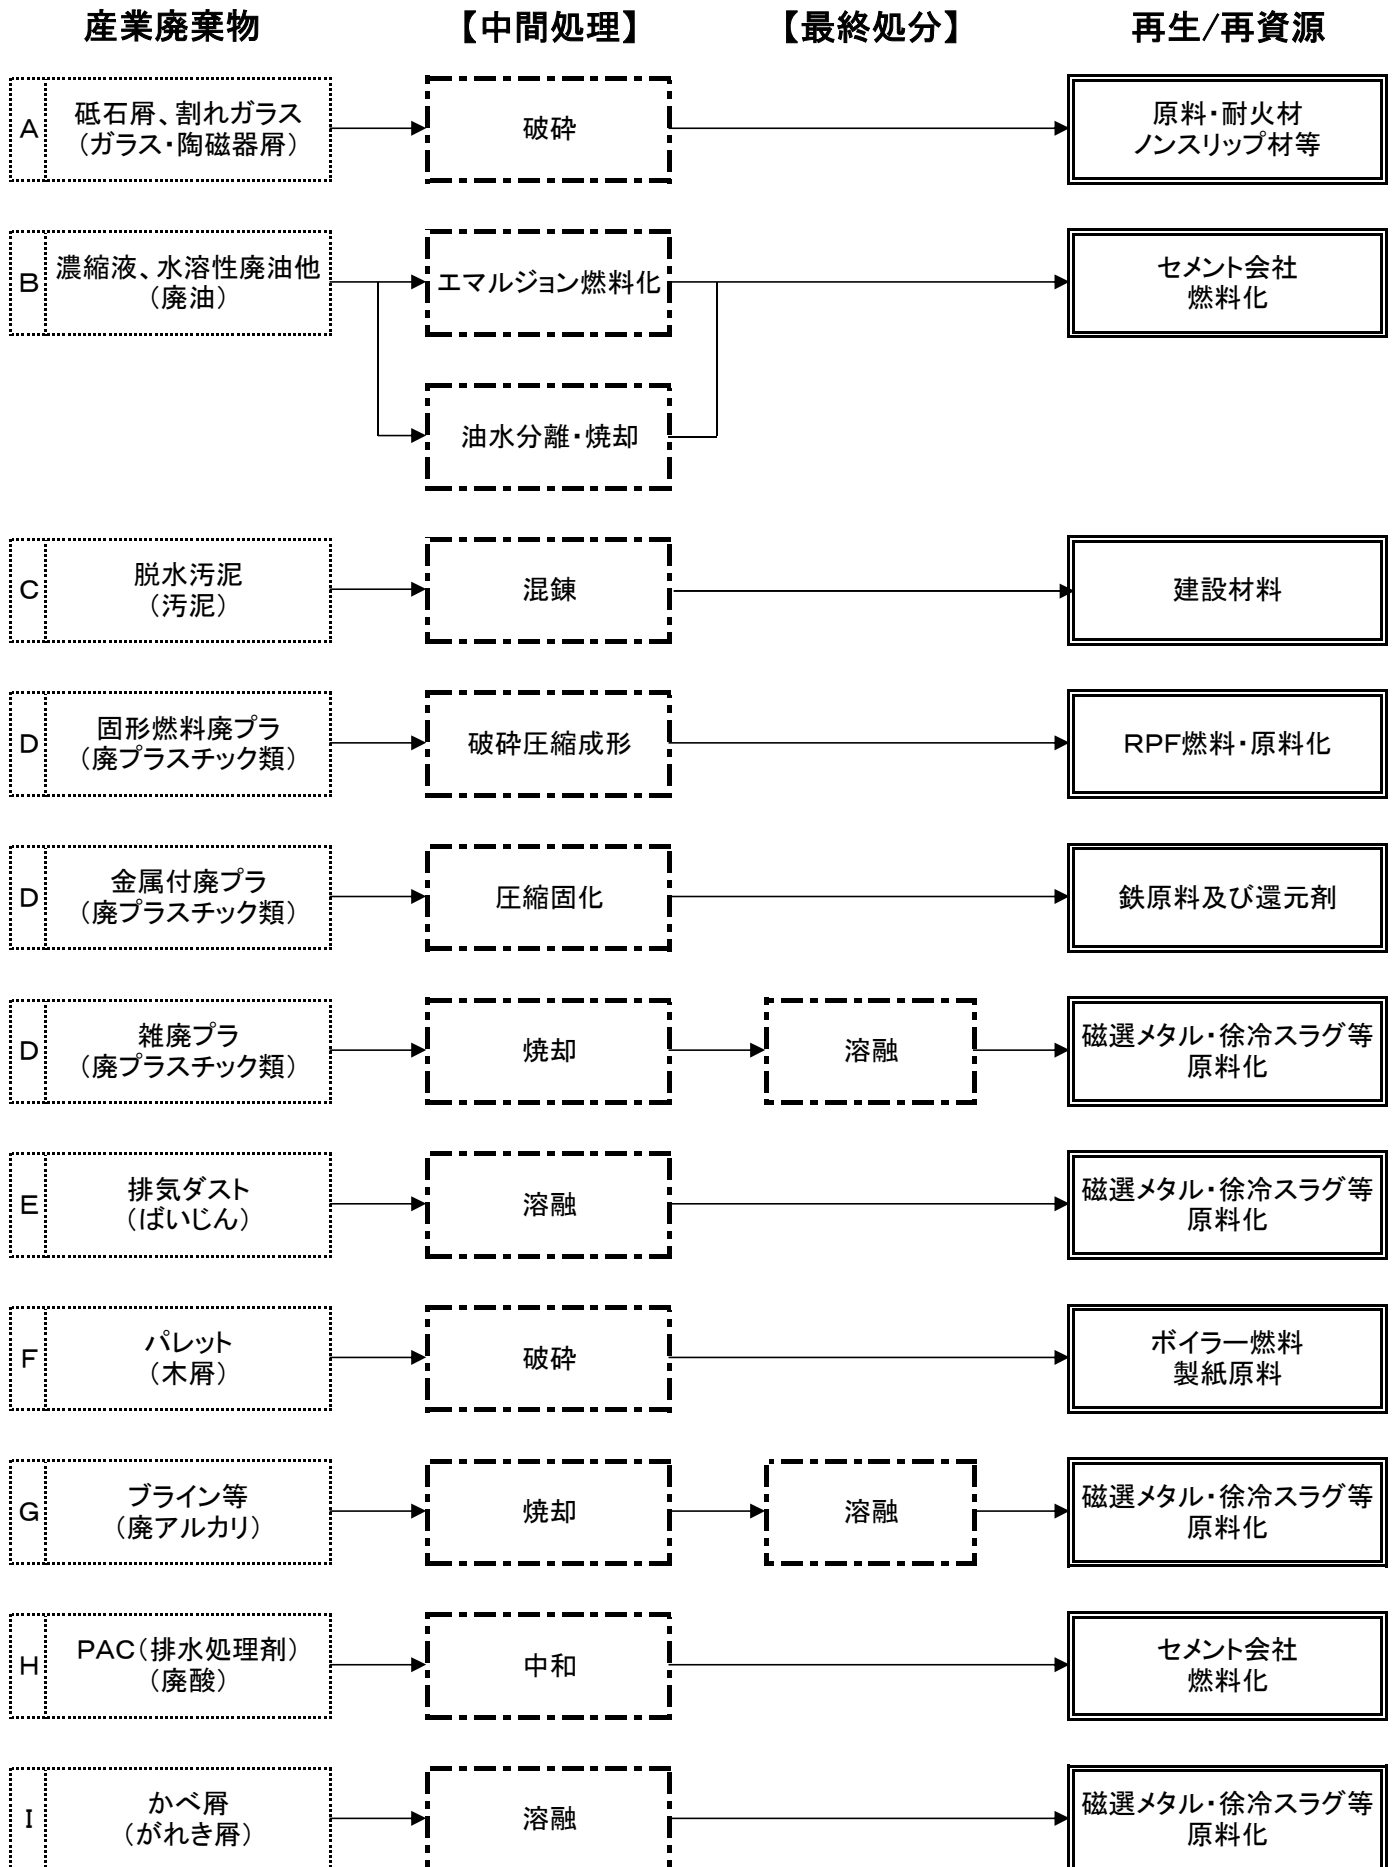 産業廃棄物
【中間処理】
【最終処分】
再生/再資源
A
砥石屑、割れガラス
（ガラス・陶磁器屑）
破砕
原料・耐火材
ノンスリップ材等
B
濃縮液、水溶性廃油他
（廃油）
エマルジョン燃料化
セメント会社
燃料化
油水分離・焼却
C
脱水汚泥
（汚泥）
混錬
建設材料
D
固形燃料廃プラ
（廃プラスチック類）
破砕圧縮成形
RPF燃料・原料化
D
金属付廃プラ
（廃プラスチック類）
圧縮固化
鉄原料及び還元剤
D
雑廃プラ
（廃プラスチック類）
焼却
溶融
磁選メタル・徐冷スラグ等
原料化
E
排気ダスト
（ばいじん）
溶融
磁選メタル・徐冷スラグ等
原料化
F
パレット
（木屑）
破砕
ボイラー燃料
製紙原料
G
ブライン等
（廃アルカリ）
焼却
溶融
磁選メタル・徐冷スラグ等
原料化
H
PAC（排水処理剤）
（廃酸）
中和
セメント会社
燃料化
I
かべ屑
（がれき屑）
溶融
磁選メタル・徐冷スラグ等
原料化